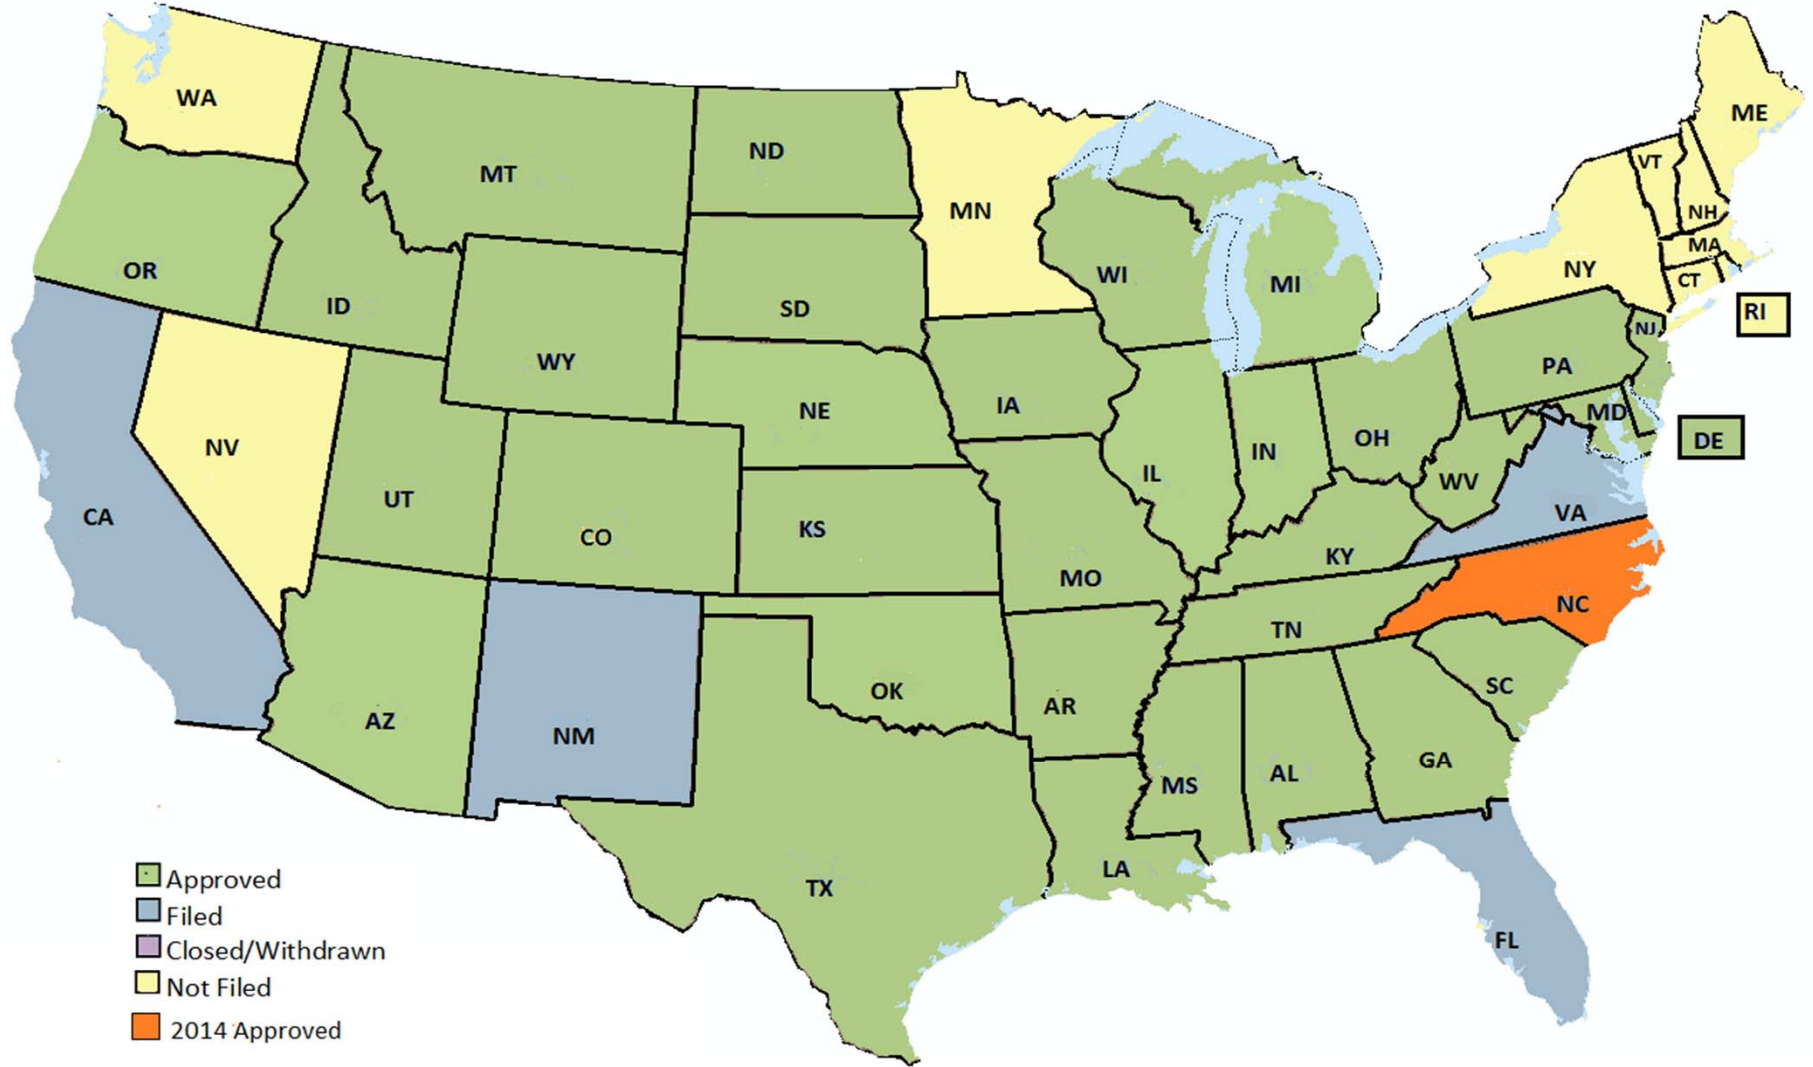 WA
ME
MT
ND
VT
MN
NH
MA
OR
ID
SD
WI
MI
NY
CT
RI
WY
NE
IA
PA
NJ
NV
UT
CO
KS
IL
IN
OH
WV
MD
DE
CA
MO
KY
VA
TN
NC
AZ
NM
OK
AR
SC
MS
AL
GA
TX
LA
FL
Approved
Filed
Closed/Withdrawn
Not Filed
2014 Approved